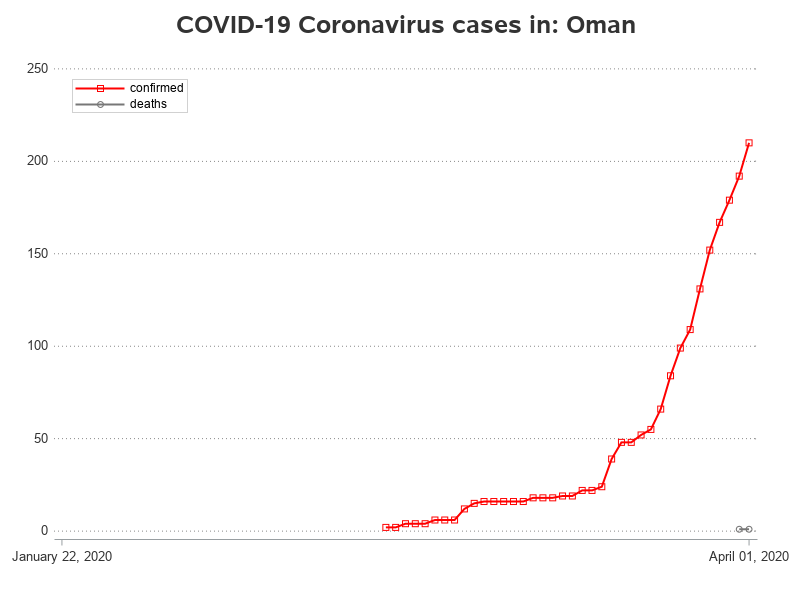 COVID-19 Coronavirus cases in: Oman
250
confirmed
deaths
200
150
100
50
0
January 22, 2020
April 01, 2020